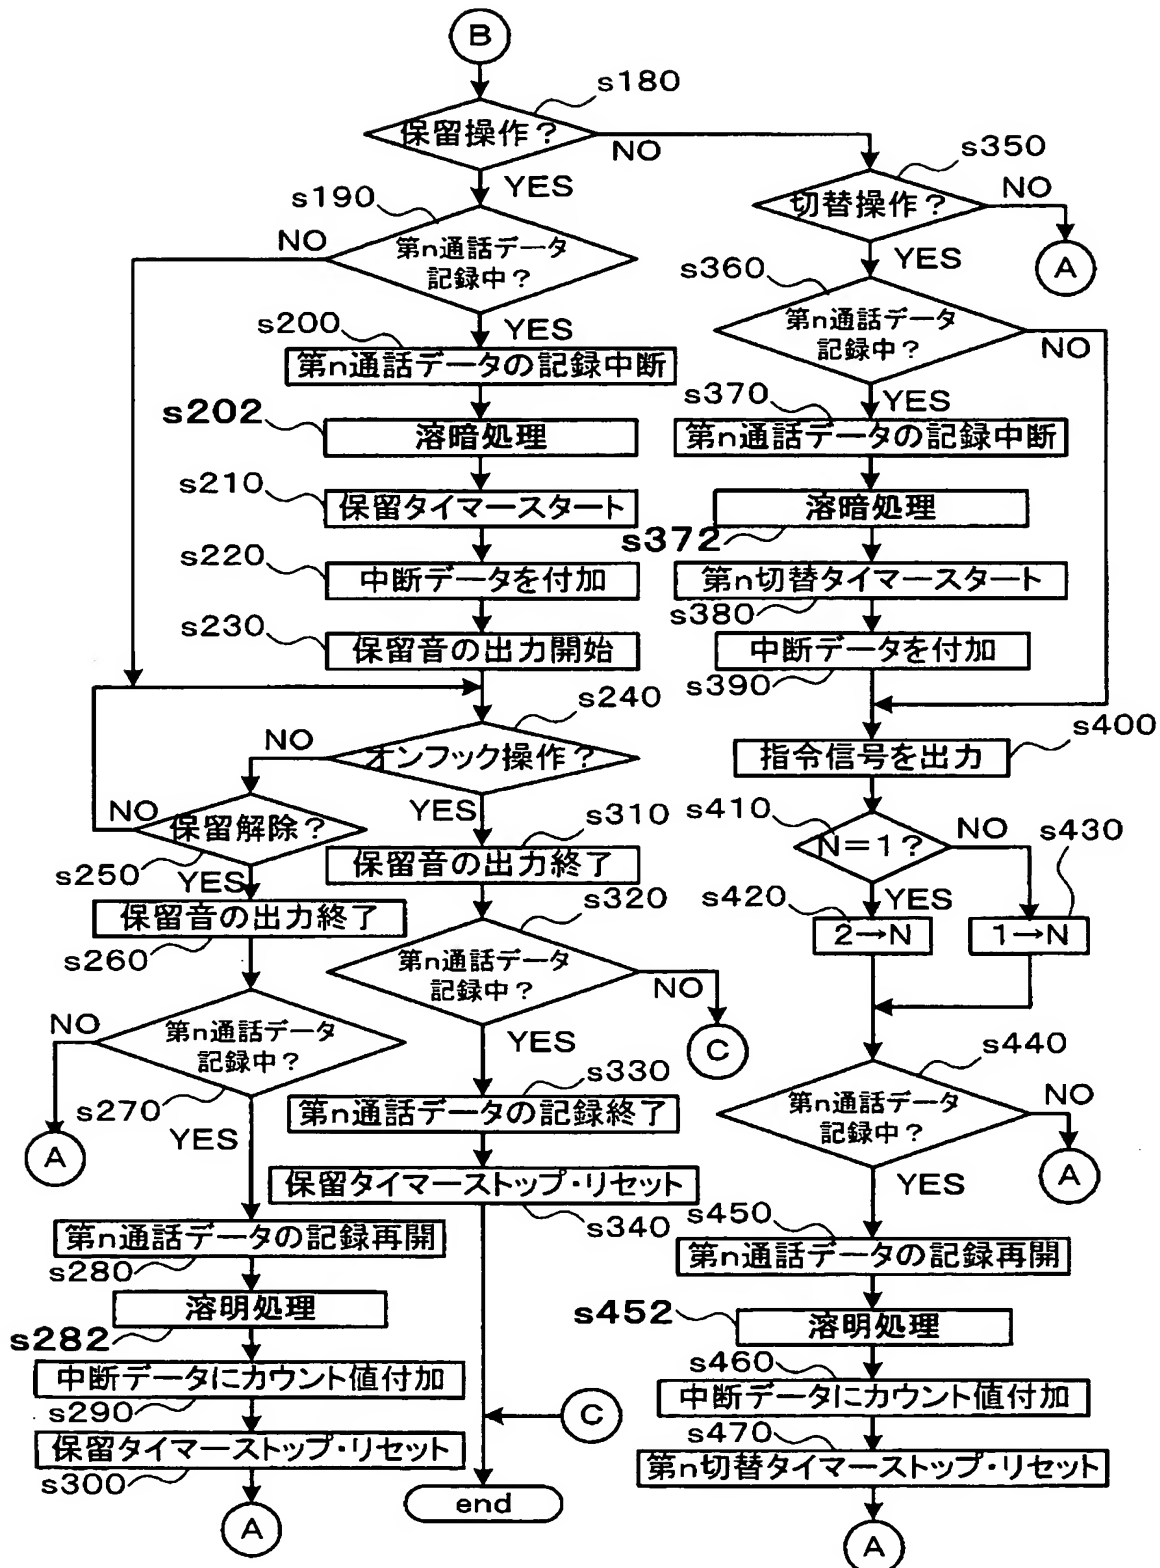 B
s180
保留操作？
NO
YES
s190
第n通話データ
記録中？
NO
YES
s200
第n通話データの記録中断
s202
溶暗処理
s210
保留タイマースタート
s220
中断データを付加
s230
保留音の出力開始
s240
オンフック操作？
NO
YES
保留解除？
NO
s250
YES
保留音の出力終了
s260
第n通話データ
記録中？
NO
s270
YES
A
第n通話データの記録再開
s280
溶明処理
s282
中断データにカウント値付加
s290
保留タイマーストップ・リセット
s300
A
s310
保留音の出力終了
s320
第n通話データ
記録中？
NO
C
YES
s330
第n通話データの記録終了
保留タイマーストップ・リセット
s340
C
end
s350
切替操作？
NO
A
YES
s360
第n通話データ
記録中？
NO
YES
s370
第n通話データの記録中断
溶暗処理
s372
第n切替タイマースタート
s380
中断データを付加
s390
s400
指令信号を出力
s410
N＝1？
NO
s430
YES
s420
2→N
1→N
s440
第n通話データ
記録中？
NO
A
YES
s450
第n通話データの記録再開
s452
溶明処理
s460
中断データにカウント値付加
s470
第n切替タイマーストップ・リセット
A